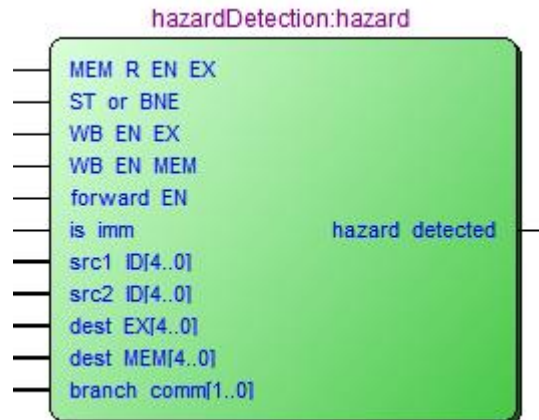 hazardDetection:hazard
MEM R EN EX
ST or BNE
WB EN EX
WB EN MEM
forward EN
is imm
hazard detected
src1 ID[4..0]
src2 ID[4..0]
dest EX[4..0]
dest MEM[4..0]
branch comm[1..0]